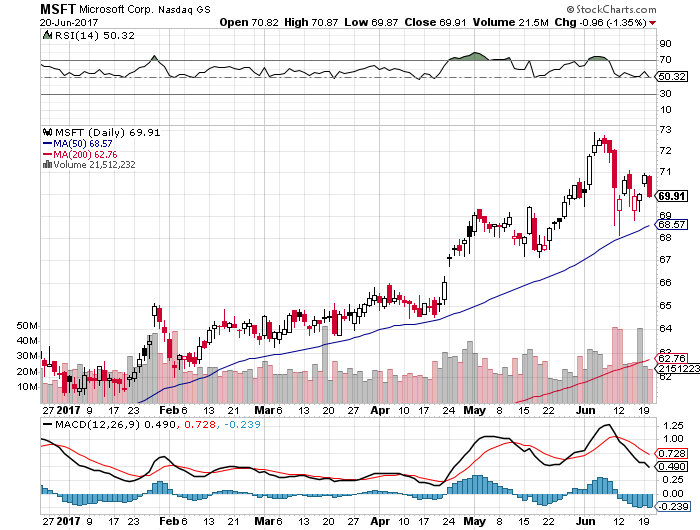 MSFT Microsoft Corp. Nasdaq GS © StockCharts.com
20-Jun-2017 Open 70.82 High 70.87 Low 69.87 Close 69.91 Volume 21.5M Chg -0.96 (-1.35%)
RSI(14) 50.32
90
70
50.32
30
10
MSFT (Daily) 69.91
MA(50) 68.57
MA(200) 62.76
Volume 21,512,232
73
72
71
69.91
69
68.57
68
67
66
65
64
62.76
2151223
62
50M
40M
30M
20M
10M
27 2017 9 17 23 Feb 6 13 21 Mar 6 13 20 27 Apr 10 17 24 May 8 15 22 Jun 12 19
MACD(12,26,9) 0.490, 0.728, -0.239
1.25
1.00
0.728
0.490
0.25
0.00
-0.239
27 2017 9 17 23 Feb 6 13 21 Mar 6 13 20 27 Apr 10 17 24 May 8 15 22 Jun 12 19